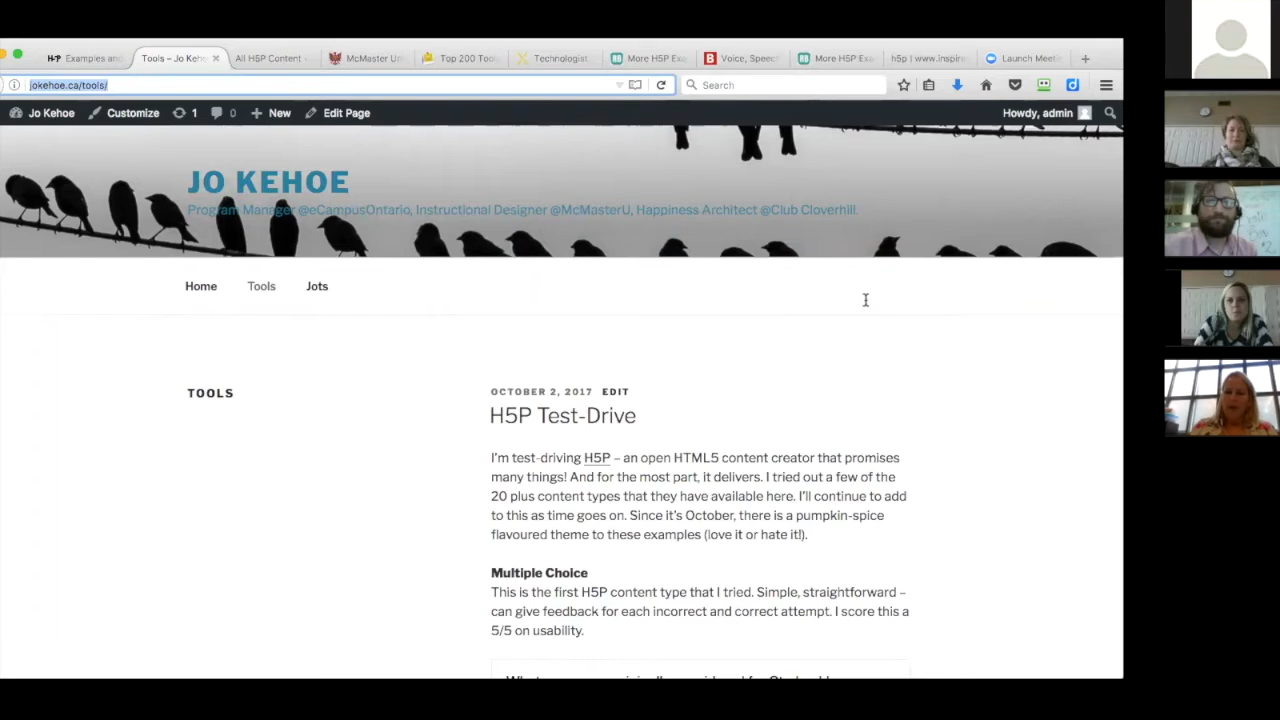 H-P Examples and
Tools – Jo Keho
All H5P Content
McMaster Un
Top 200 Tool
Technologist
More H5P Exa
Voice, Speech
More H5P Exa
h5p | www.inspire
Launch Meeti
jokehoe.ca/tools/
Search
Jo Kehoe Customize 1 0 New Edit Page Howdy, admin
JO KEHOE
Program Manager @eCampusOntario, Instructional Designer @McMasterU, Happiness Architect @Club Cloverhill.
Home Tools Jots
TOOLS
OCTOBER 2, 2017 EDIT
H5P Test-Drive
I'm test-driving H5P – an open HTML5 content creator that promises
many things! And for the most part, it delivers. I tried out a few of the
20 plus content types that they have available here. I'll continue to add
to this as time goes on. Since it's October, there is a pumpkin-spice
flavoured theme to these examples (love it or hate it!).
Multiple Choice
This is the first H5P content type that I tried. Simple, straightforward –
can give feedback for each incorrect and correct attempt. I score this a
5/5 on usability.